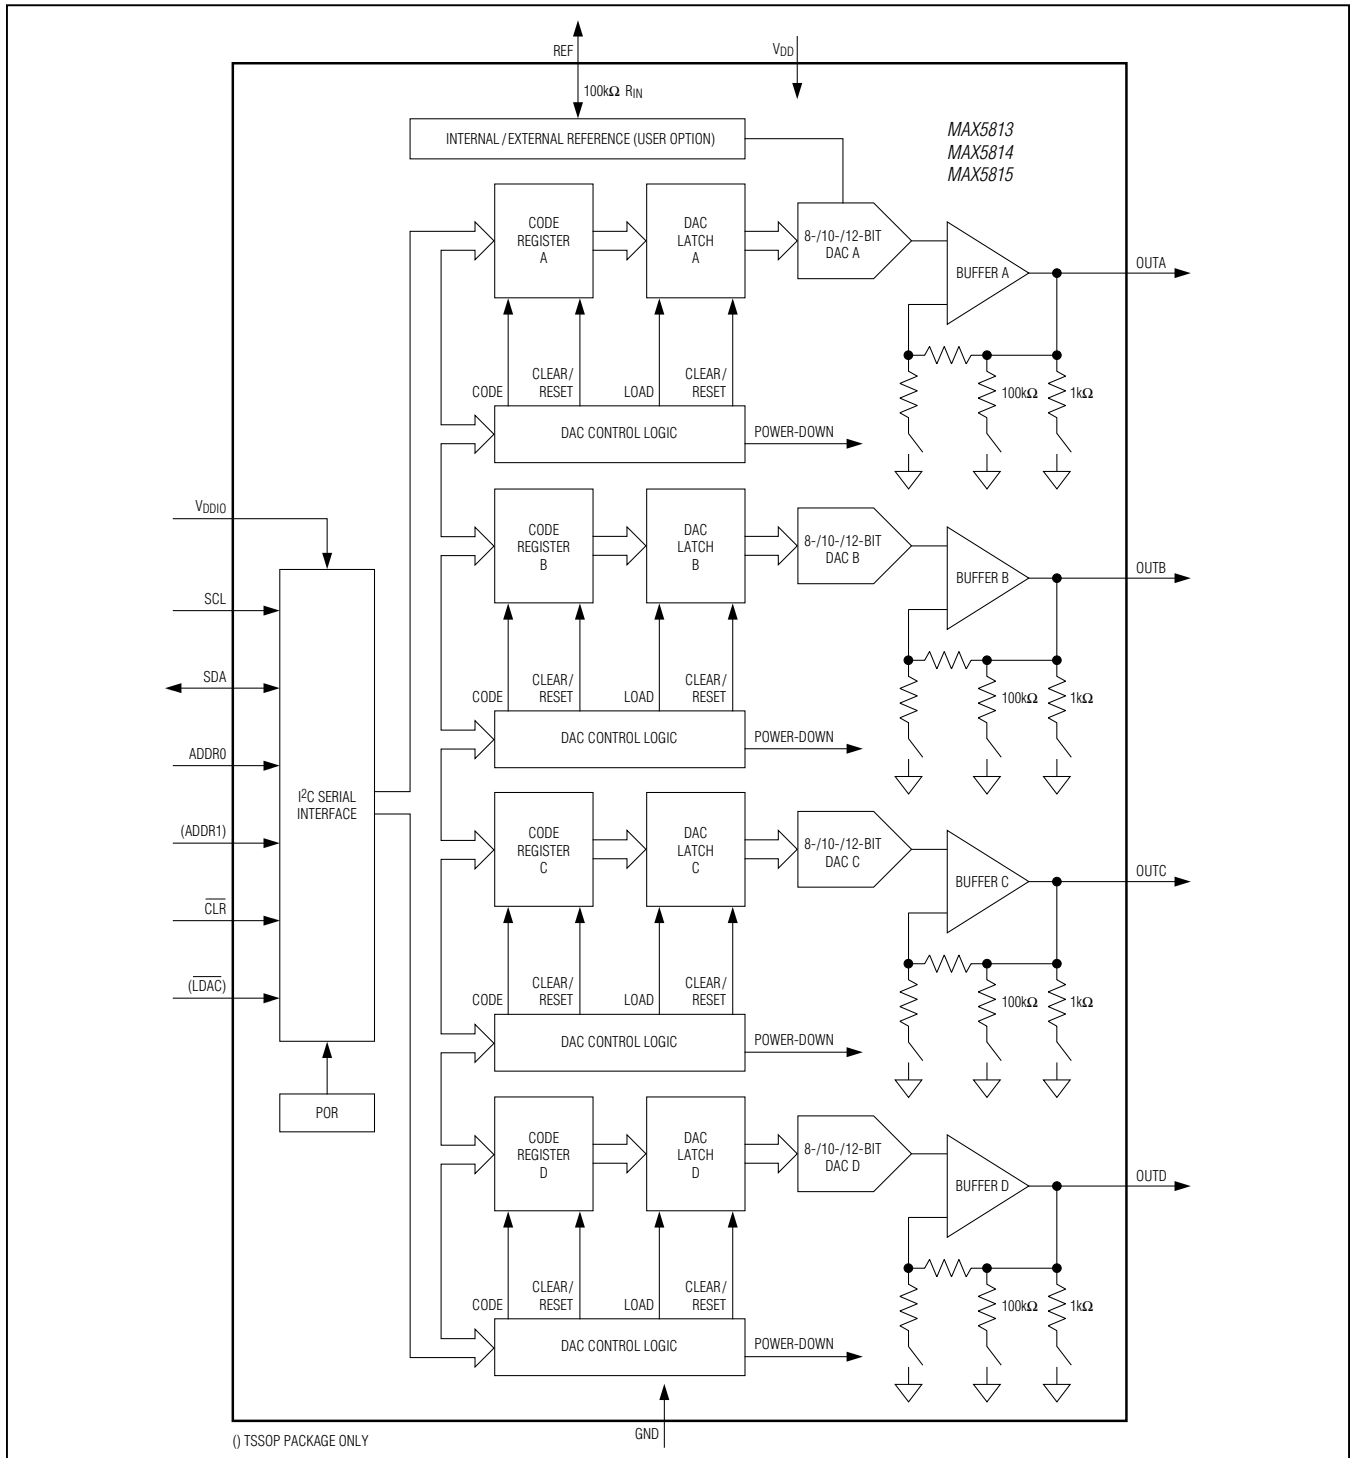 REF
VDD
100kΩ RIN
INTERNAL/EXTERNAL REFERENCE (USER OPTION)
MAX5813
MAX5814
MAX5815
CODE
REGISTER
A
DAC
LATCH
A
8-/10-/12-BIT
DAC A
BUFFER A
OUTA
CODE
CLEAR/
RESET
LOAD
CLEAR/
RESET
100kΩ
1kΩ
DAC CONTROL LOGIC
POWER-DOWN
VDDIO
SCL
SDA
ADDR0
(ADDR1)
CLR
(LDAC)
I2C SERIAL
INTERFACE
POR
CODE
REGISTER
B
DAC
LATCH
B
8-/10-/12-BIT
DAC B
BUFFER B
OUTB
CODE
CLEAR/
RESET
LOAD
CLEAR/
RESET
100kΩ
1kΩ
DAC CONTROL LOGIC
POWER-DOWN
CODE
REGISTER
C
DAC
LATCH
C
8-/10-/12-BIT
DAC C
BUFFER C
OUTC
CODE
CLEAR/
RESET
LOAD
CLEAR/
RESET
100kΩ
1kΩ
DAC CONTROL LOGIC
POWER-DOWN
CODE
REGISTER
D
DAC
LATCH
D
8-/10-/12-BIT
DAC D
BUFFER D
OUTD
CODE
CLEAR/
RESET
LOAD
CLEAR/
RESET
100kΩ
1kΩ
DAC CONTROL LOGIC
POWER-DOWN
GND
() TSSOP PACKAGE ONLY